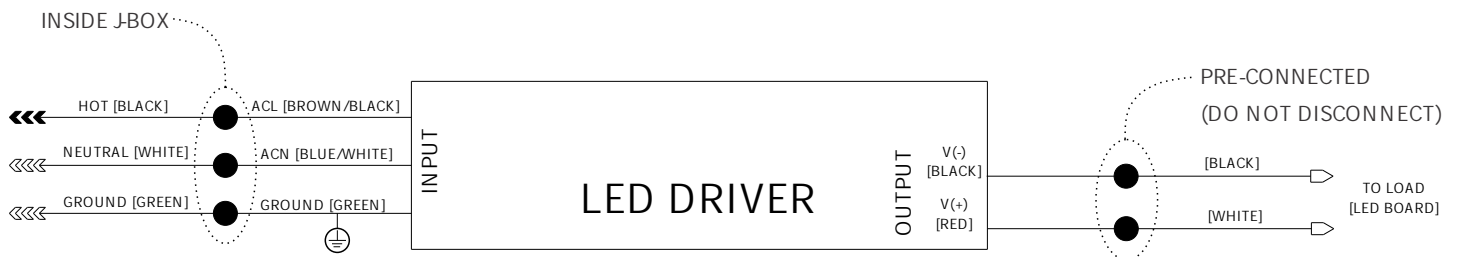 INSIDE J-BOX
PRE-CONNECTED
(DO NOT DISCONNECT)
HOT [BLACK]
ACL [BROWN/BLACK]
NEUTRAL [WHITE]
ACN [BLUE/WHITE]
GROUND [GREEN]
GROUND [GREEN]
INPUT
LED DRIVER
OUTPUT
V(-)
[BLACK]
V(+)
[RED]
[BLACK]
[WHITE]
TO LOAD
[LED BOARD]